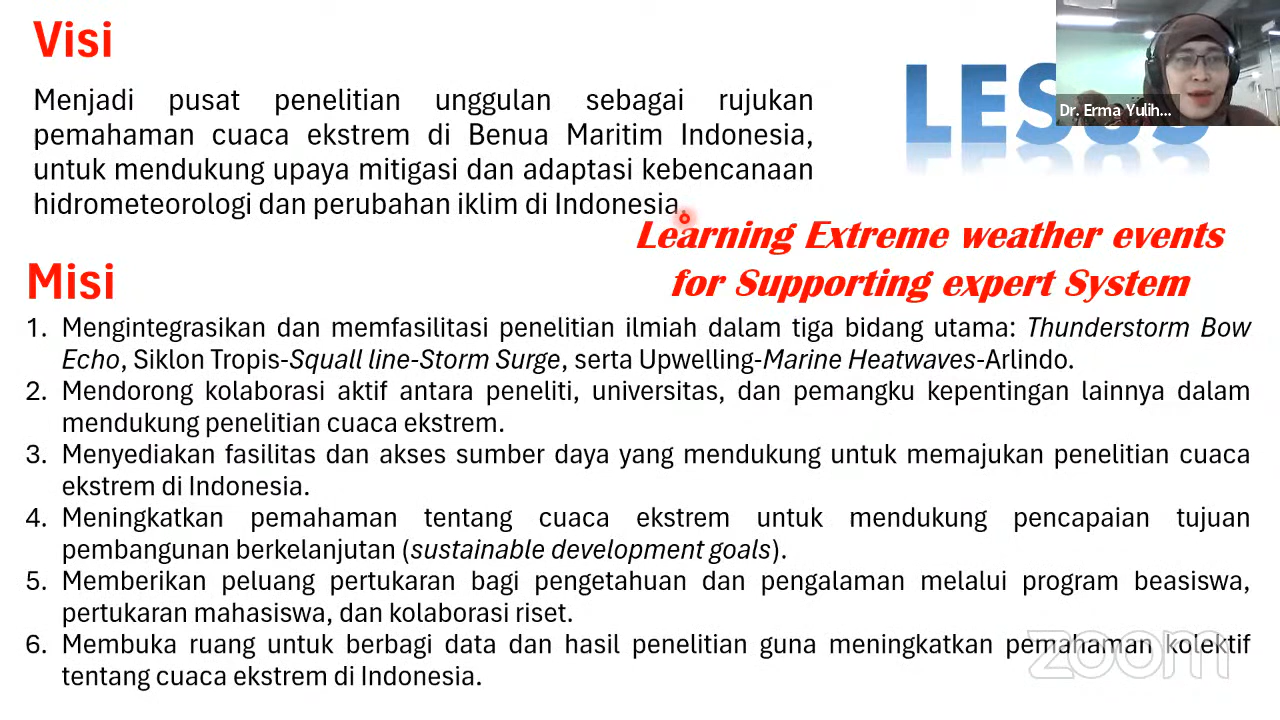 Visi
Menjadi pusat penelitian unggulan sebagai rujukan
pemahaman cuaca ekstrem di Benua Maritim Indonesia,
untuk mendukung upaya mitigasi dan adaptasi kebencanaan
hidrometeorologi dan perubahan iklim di Indonesia.
Dr. Erma Yulih...
Learning Extreme weather events
for Supporting expert System
Misi
1. Mengintegrasikan dan memfasilitasi penelitian ilmiah dalam tiga bidang utama: Thunderstorm Bow
Echo, Siklon Tropis-Squall line-Storm Surge, serta Upwelling-Marine Heatwaves-Arlindo.
2. Mendorong kolaborasi aktif antara peneliti, universitas, dan pemangku kepentingan lainnya dalam
mendukung penelitian cuaca ekstrem.
3. Menyediakan fasilitas dan akses sumber daya yang mendukung untuk memajukan penelitian cuaca
ekstrem di Indonesia.
4. Meningkatkan pemahaman tentang cuaca ekstrem untuk mendukung pencapaian tujuan
pembangunan berkelanjutan (sustainable development goals).
5. Memberikan peluang pertukaran bagi pengetahuan dan pengalaman melalui program beasiswa,
pertukaran mahasiswa, dan kolaborasi riset.
6. Membuka ruang untuk berbagi data dan hasil penelitian guna meningkatkan pemahaman kolektif
tentang cuaca ekstrem di Indonesia.
zoom